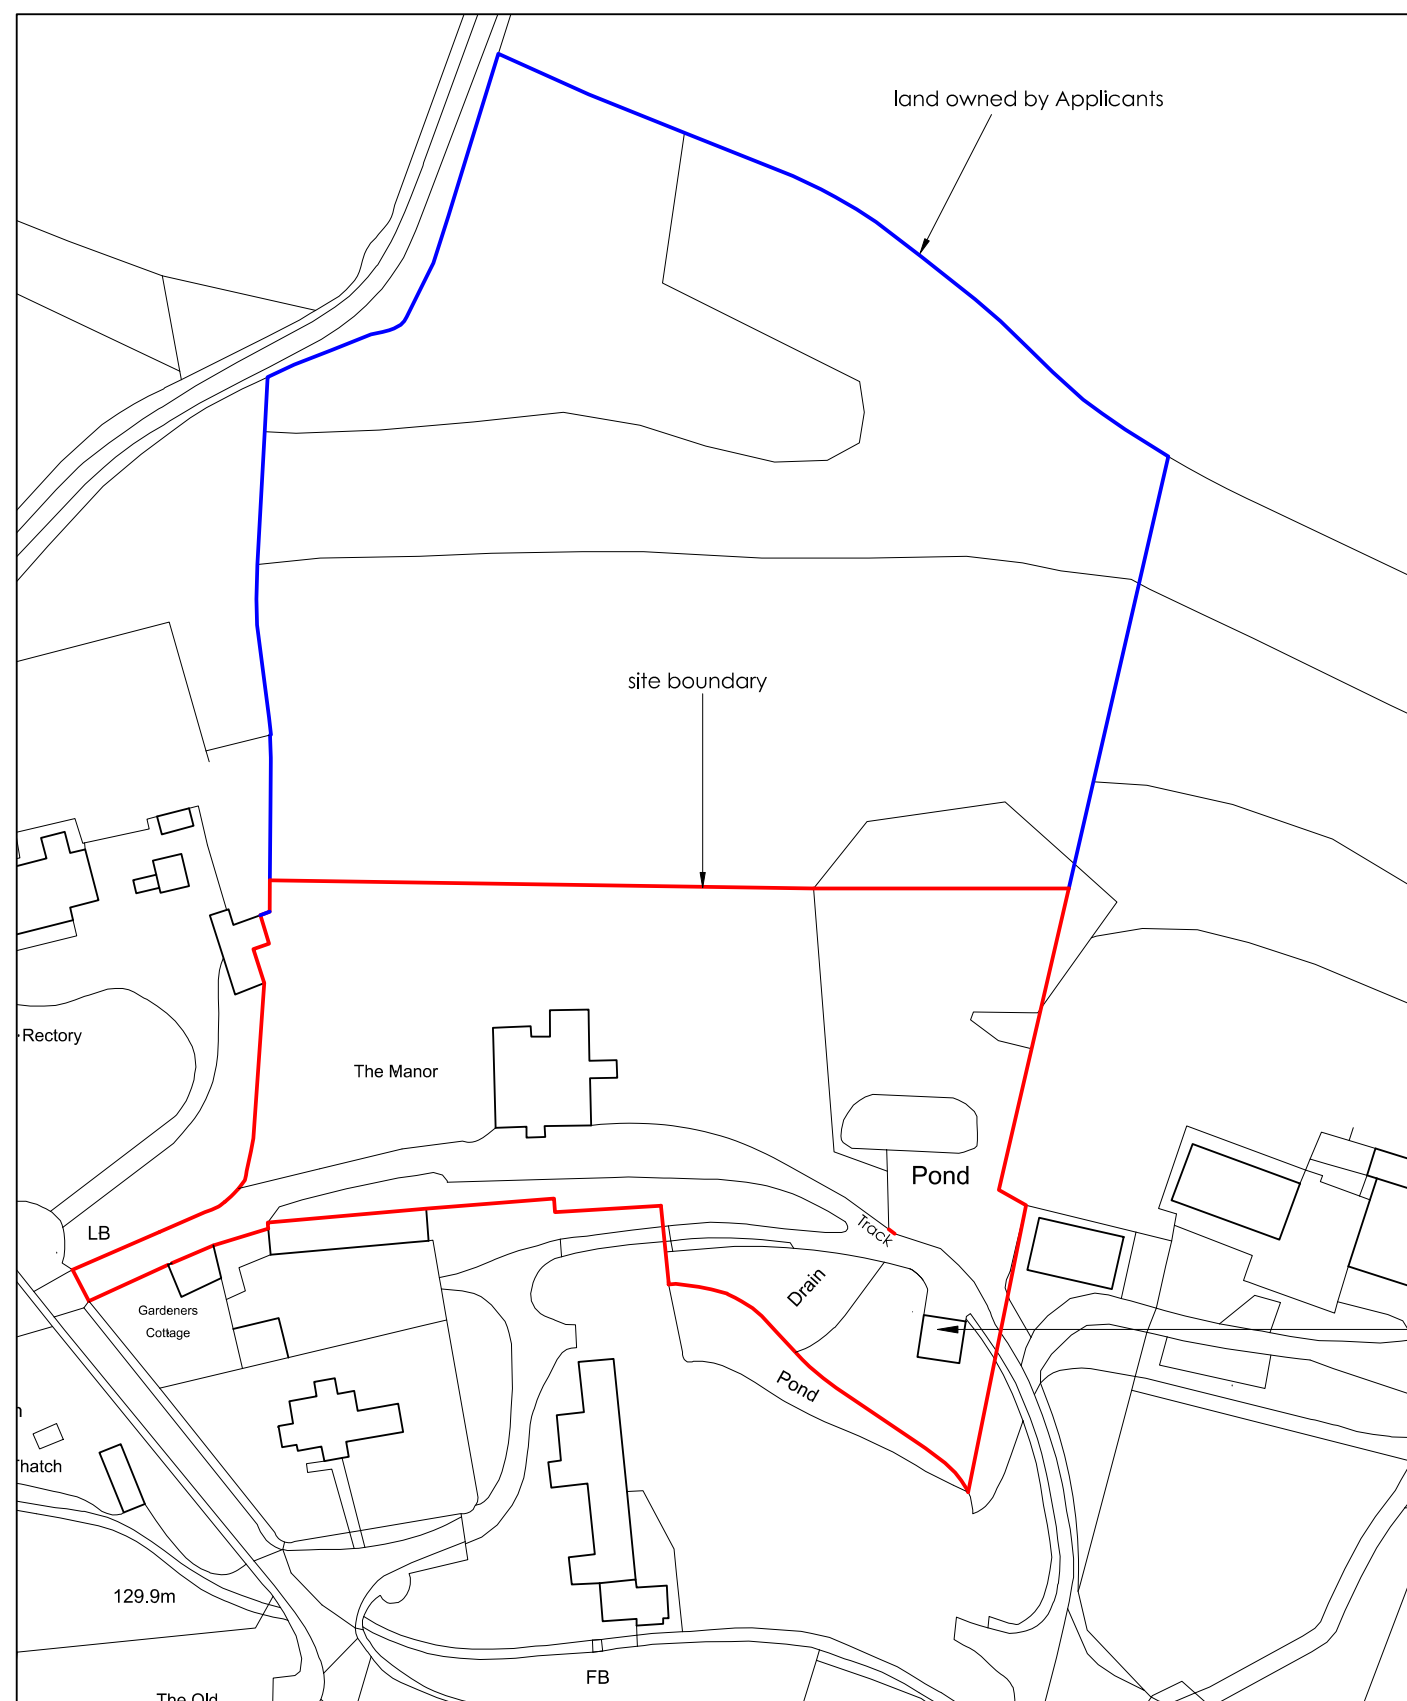 land owned by Applicants
site boundary
Rectory
The Manor
Pond
Track
LB
Drain
Gardeners
Cottage
Pond
hatch
129.9m
FB
The Old